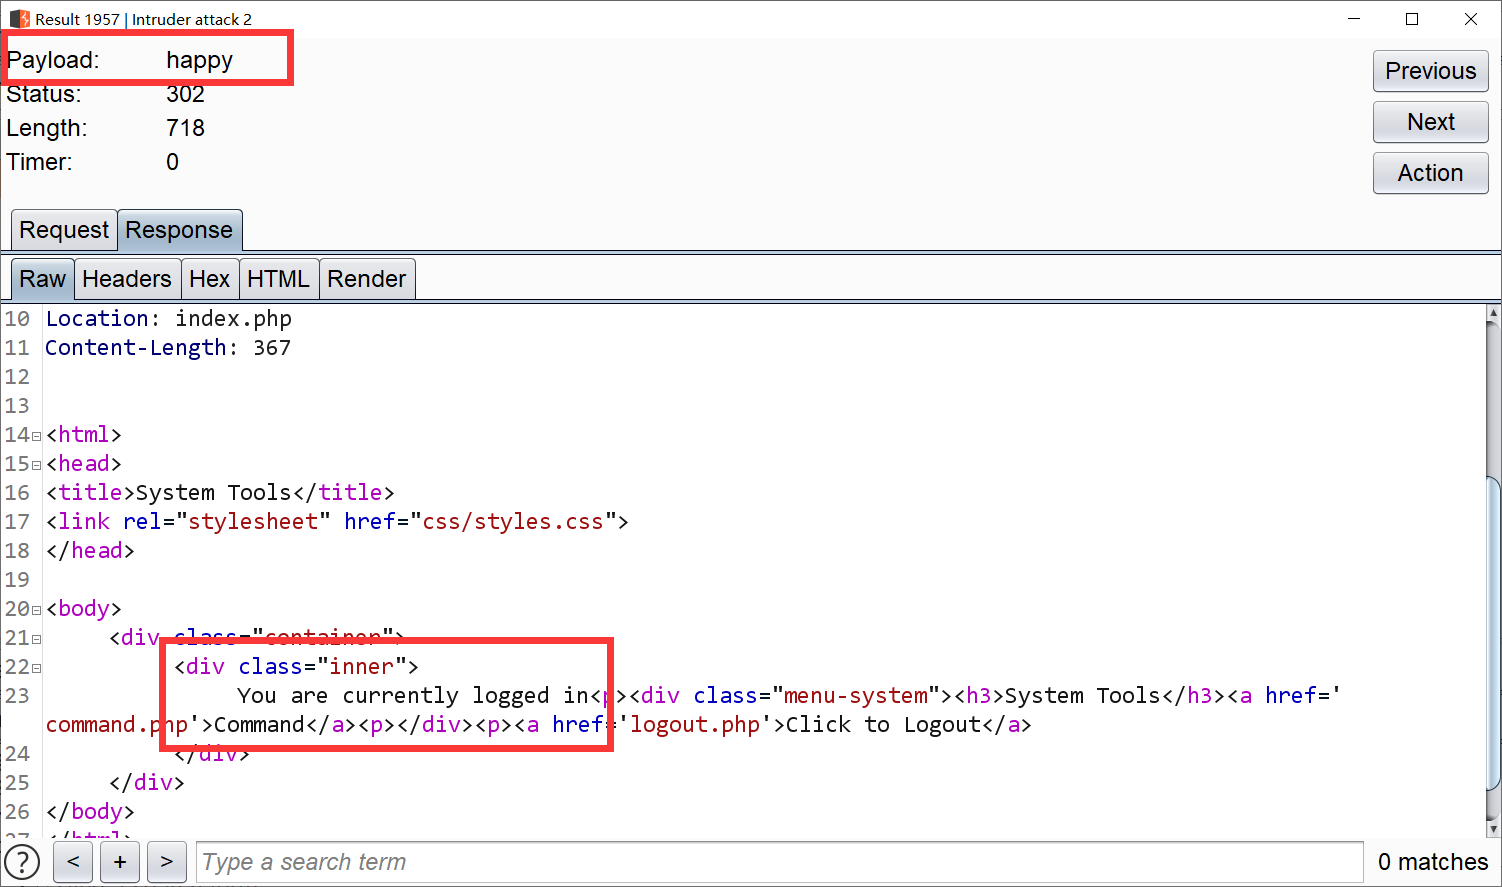 Result 1957 | Intruder attack 2
Payload: happy
Status: 302
Length: 718
Timer: 0
Previous
Next
Action
Request Response
Raw Headers Hex HTML Render
10 Location: index.php
11 Content-Length: 367
12
13
14 <html>
15 <head>
16 <title>System Tools</title>
17 <link rel="stylesheet" href="css/styles.css">
18 </head>
19
20 <body>
21 <div class="container">
22 <div class="inner">
23 You are currently logged in<p><div class="menu-system"><h3>System Tools</h3><a href='
command.php'>Command</a><p></div><p><a href='logout.php'>Click to Logout</a>
24 </div>
25 </div>
26 </body>
27 </html>
? < + > Type a search term 0 matches